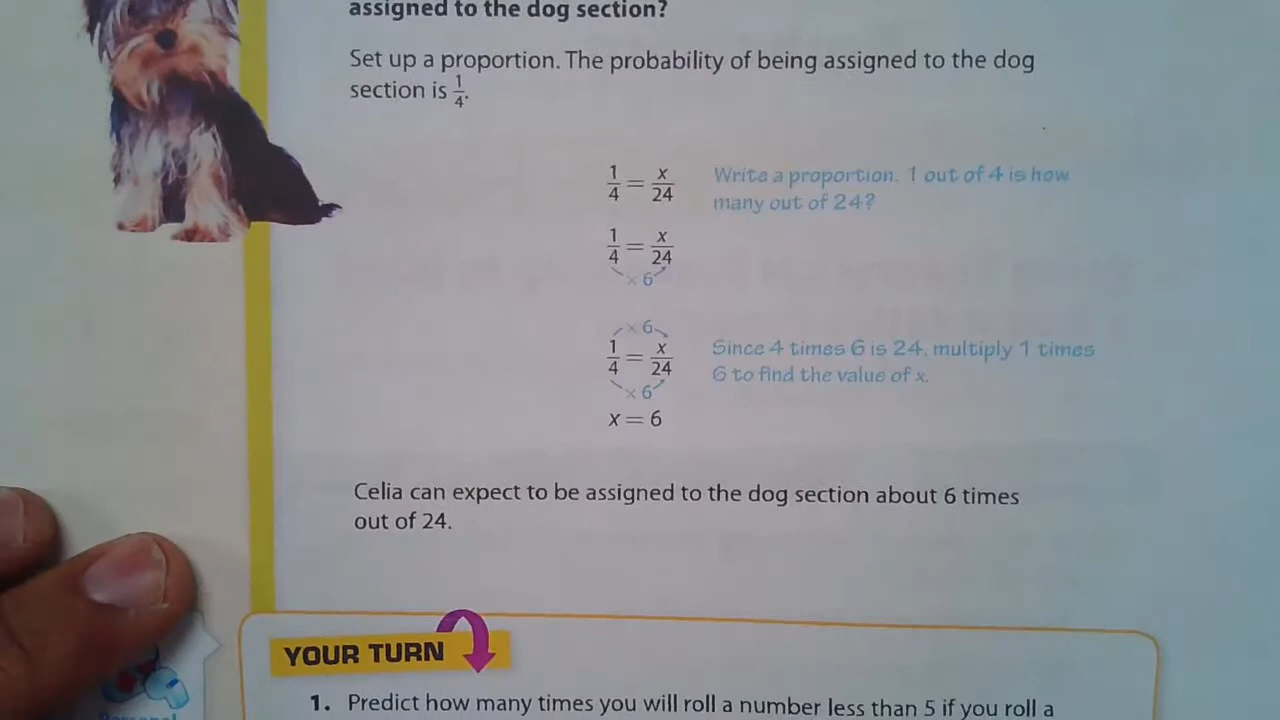 assigned to the dog section?
Set up a proportion. The probability of being assigned to the dog
section is 1/4.
1/4 = x/24 Write a proportion. 1 out of 4 is how
many out of 24?
1/4 = x/24
× 6
× 6
1/4 = x/24 Since 4 times 6 is 24, multiply 1 times
6 to find the value of x.
× 6
x = 6
Celia can expect to be assigned to the dog section about 6 times
out of 24.
YOUR TURN
1. Predict how many times you will roll a number less than 5 if you roll a